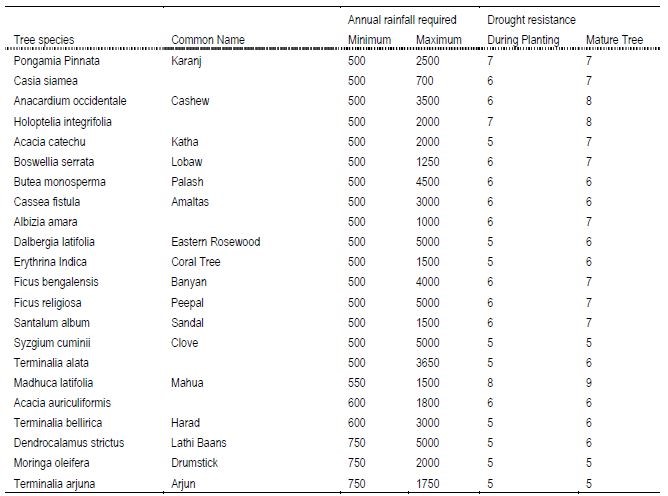 Annual rainfall required Drought resistance
Tree species Common Name Minimum Maximum During Planting Mature Tree
Pongamia Pinnata Karanj 500 2500 7 7
Casia siamea 500 700 6 7
Anacardium occidentale Cashew 500 3500 6 8
Holoptelia integrifolia 500 2000 7 8
Acacia catechu Katha 500 2000 5 7
Boswellia serrata Lobaw 500 1250 6 7
Butea monosperma Palash 500 4500 6 6
Cassea fistula Amaltas 500 3000 6 6
Albizia amara 500 1000 6 7
Dalbergia latifolia Eastern Rosewood 500 5000 5 6
Erythrina Indica Coral Tree 500 1500 5 6
Ficus bengalensis Banyan 500 4000 6 7
Ficus religiosa Peepal 500 5000 6 7
Santalum album Sandal 500 1500 6 7
Syzgium cuminii Clove 500 5000 5 5
Terminalia alata 500 3650 5 6
Madhuca latifolia Mahua 550 1500 8 9
Acacia auriculiformis 600 1800 6 6
Terminalia bellirica Harad 600 3000 5 6
Dendrocalamus strictus Lathi Baans 750 5000 5 6
Moringa oleifera Drumstick 750 2000 5 5
Terminalia arjuna Arjun 750 1750 5 5